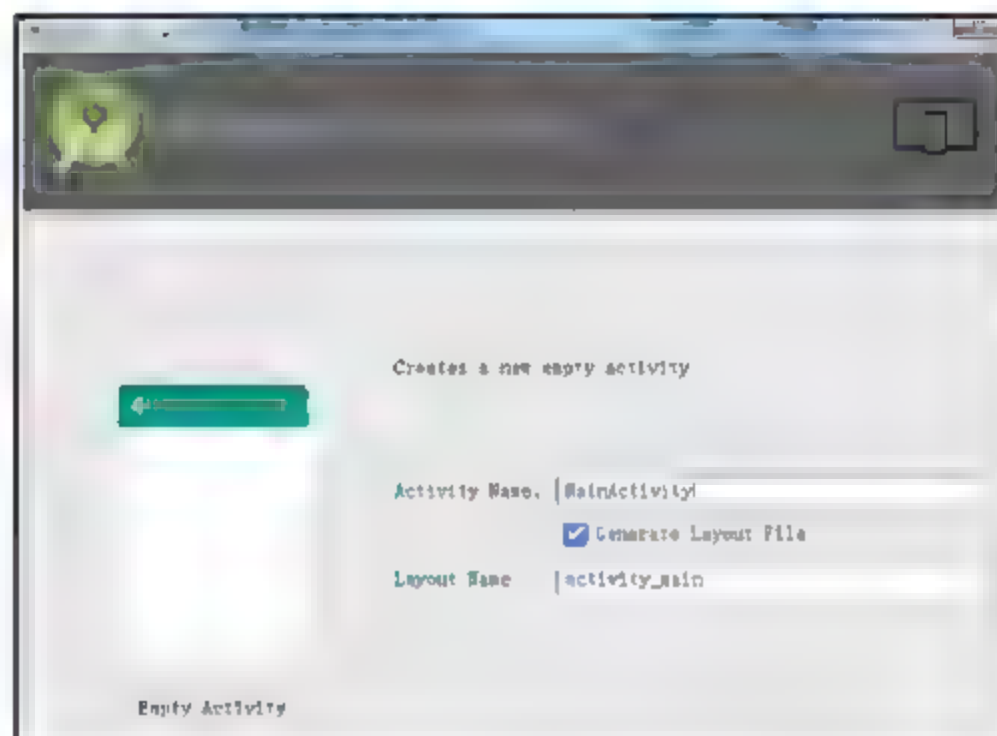 Creates a new empty activity
Activity Name: MainActivity
Generate Layout File
Layout Name activity_main
Empty Activity